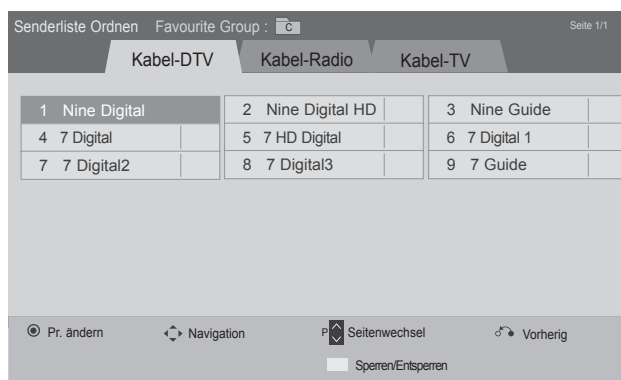 Senderliste Ordnen Favourite Group : C Seite 1/1
Kabel-DTV Kabel-Radio Kabel-TV
1 Nine Digital 2 Nine Digital HD 3 Nine Guide
4 7 Digital 5 7 HD Digital 6 7 Digital 1
7 7 Digital2 8 7 Digital3 9 7 Guide
Pr. ändern Navigation P Seitenwechsel Vorherig
Sperren/Entsperren